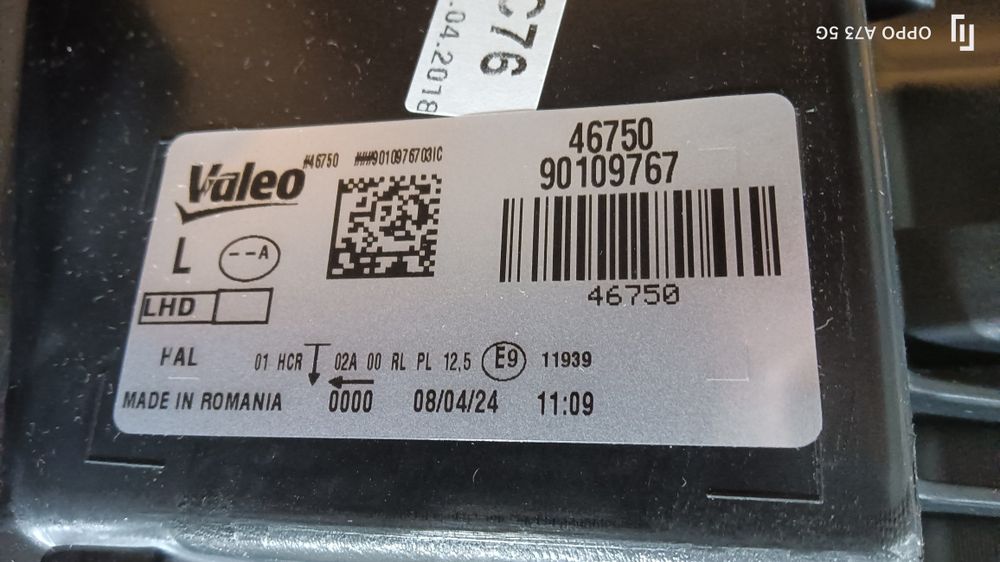 OPPO A73 5G
C76
.04.2018
Valeo
#46750 ###9010976703IC
46750
90109767
L
--A
46750
LHD
HAL 01 HCR 02A 00 RL PL 12,5 E9 11939
MADE IN ROMANIA 0000 08/04/24 11:09